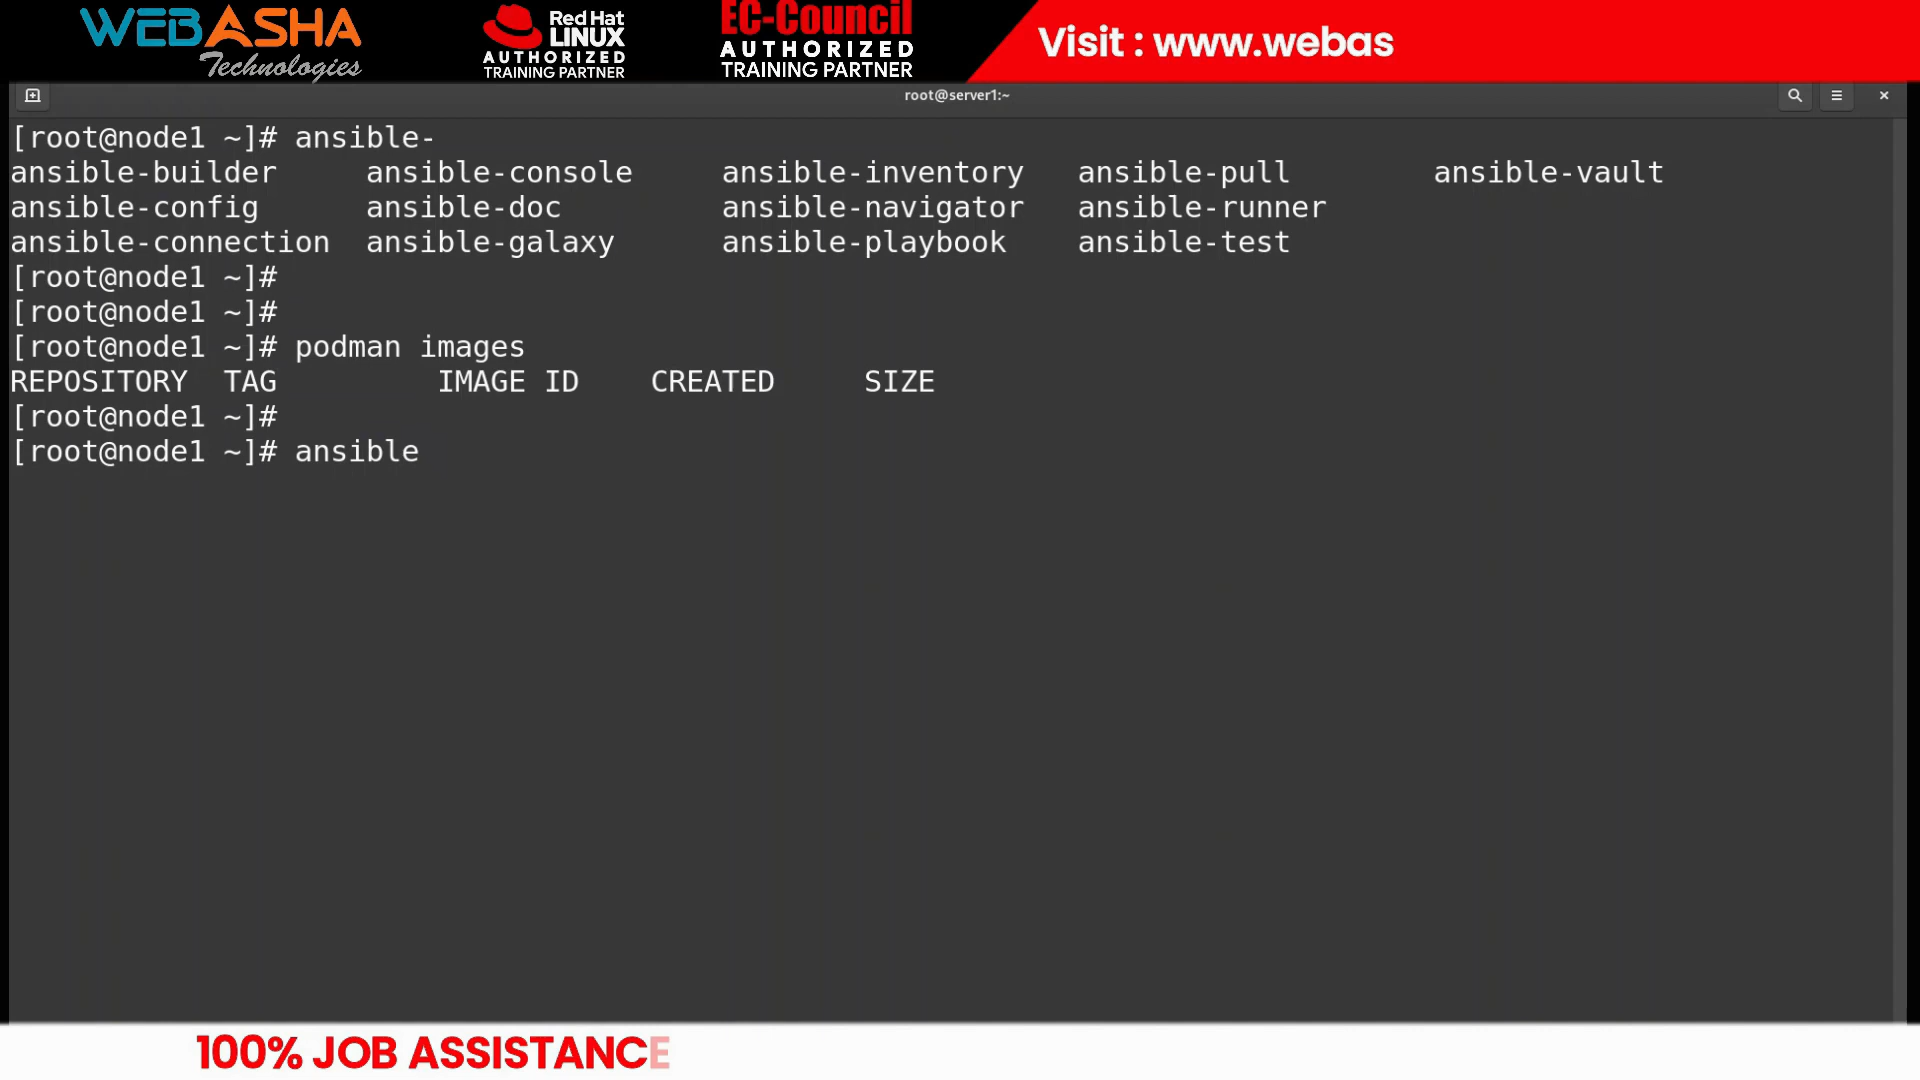 WEBASHA
Technologies
Red Hat
LINUX
AUTHORIZED
TRAINING PARTNER
EC-Council
AUTHORIZED
TRAINING PARTNER
Visit : www.webas
root@server1:~
[root@node1 ~]# ansible-
ansible-builder ansible-console ansible-inventory ansible-pull ansible-vault
ansible-config ansible-doc ansible-navigator ansible-runner
ansible-connection ansible-galaxy ansible-playbook ansible-test
[root@node1 ~]#
[root@node1 ~]#
[root@node1 ~]# podman images
REPOSITORY TAG IMAGE ID CREATED SIZE
[root@node1 ~]#
[root@node1 ~]# ansible
100% JOB ASSISTANCE